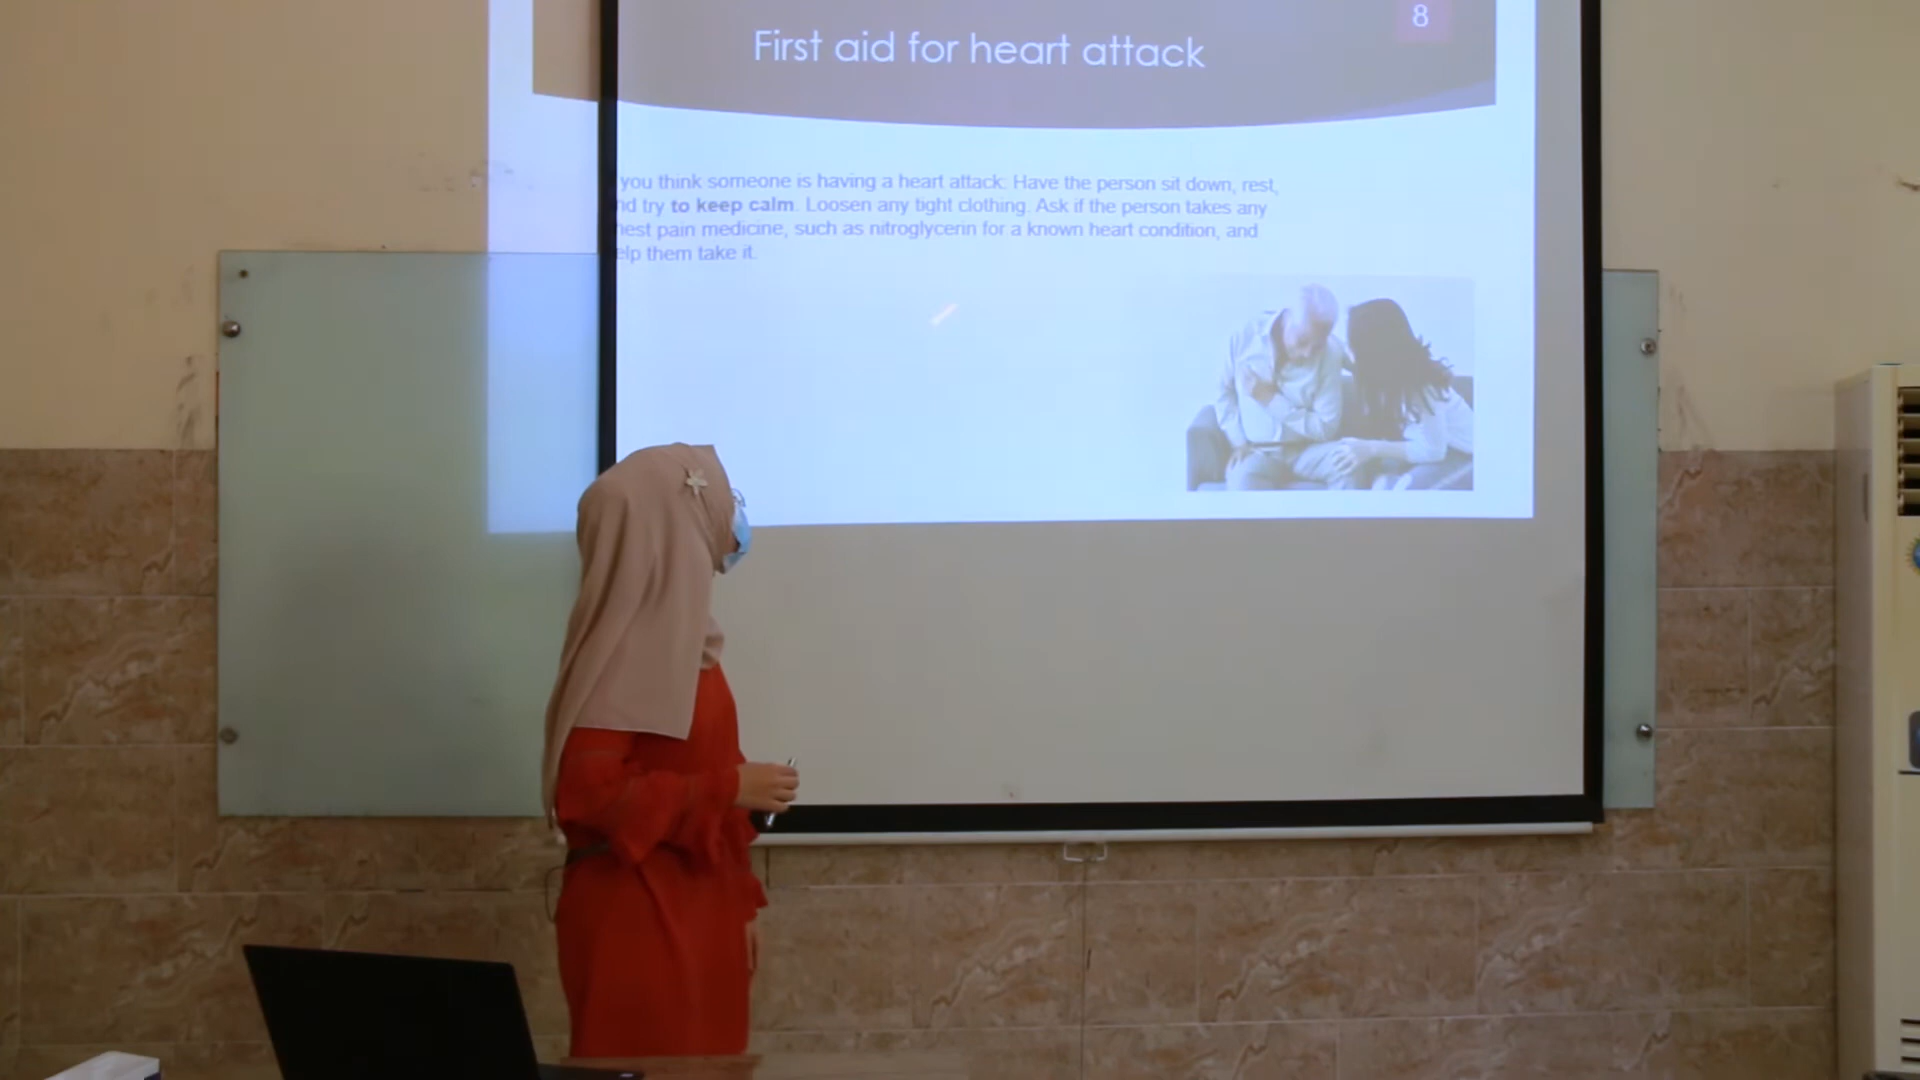 8
First aid for heart attack
you think someone is having a heart attack: Have the person sit down, rest,
nd try to keep calm. Loosen any tight clothing. Ask if the person takes any
hest pain medicine, such as nitroglycerin for a known heart condition, and
elp them take it.